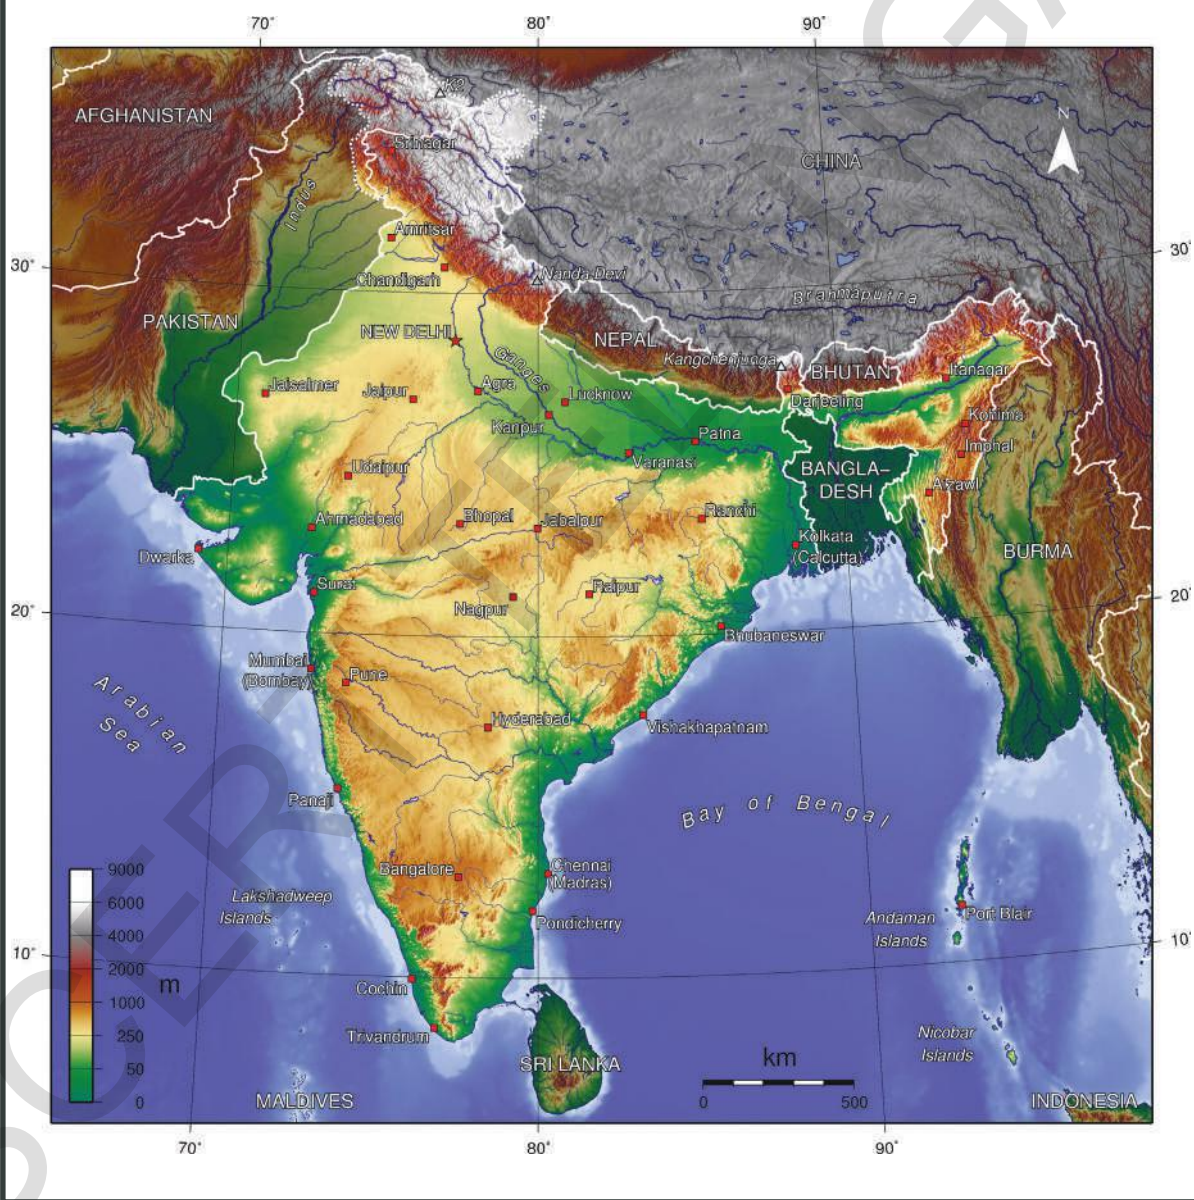 70°
80°
90°
AFGHANISTAN
K2
N
Srinagar
CHINA
Indus
Amritsar
30°
30°
Chandigarh
Nanda Devi
Brahmaputra
PAKISTAN
NEW DELHI
NEPAL
Ganges
Kangchenjunga
BHUTAN
Itanagar
Jaisalmer
Jaipur
Agra
Lucknow
Darjeeling
Kohima
Kanpur
Patna
Imphal
Udaipur
Varanasi
BANGLA–
DESH
Aizawl
Ahmadabad
Bhopal
Jabalpur
Ranchi
Kolkata
(Calcutta)
BURMA
Dwarka
Surat
Raipur
20°
Nagpur
20°
Bhubaneswar
Mumbai
(Bombay)
Pune
Arabian
Sea
Hyderabad
Vishakhapatnam
Panaji
Bay of Bengal
Bangalore
Chennai
(Madras)
9000
6000
4000
2000
1000
250
50
0
m
Lakshadweep
Islands
Pondicherry
Andaman
Islands
Port Blair
10°
10°
Cochin
Trivandrum
Nicobar
Islands
SRI LANKA
km
0
500
MALDIVES
INDONESIA
70°
80°
90°